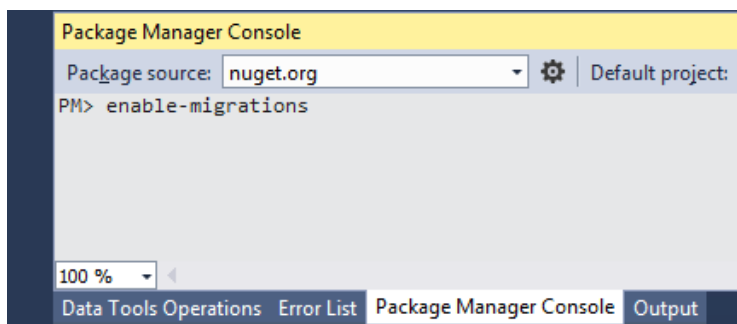 Package Manager Console
Package source: nuget.org Default project:
PM> enable-migrations
100 %
Data Tools Operations Error List Package Manager Console Output